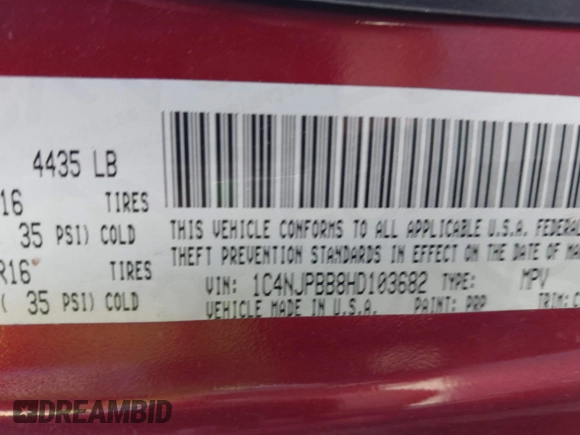 4435 LB
16 TIRES
35 PSI) COLD
R16 TIRES
( 35 PSI) COLD
THIS VEHICLE CONFORMS TO ALL APPLICABLE U.S.A. FEDERAL
THEFT PREVENTION STANDARDS IN EFFECT ON THE DATE OF MA
VIN: 1C4NJPBB8HD103682 TYPE: MPV
VEHICLE MADE IN U.S.A. PAINT: PRP TRIM: C
DREAMBID